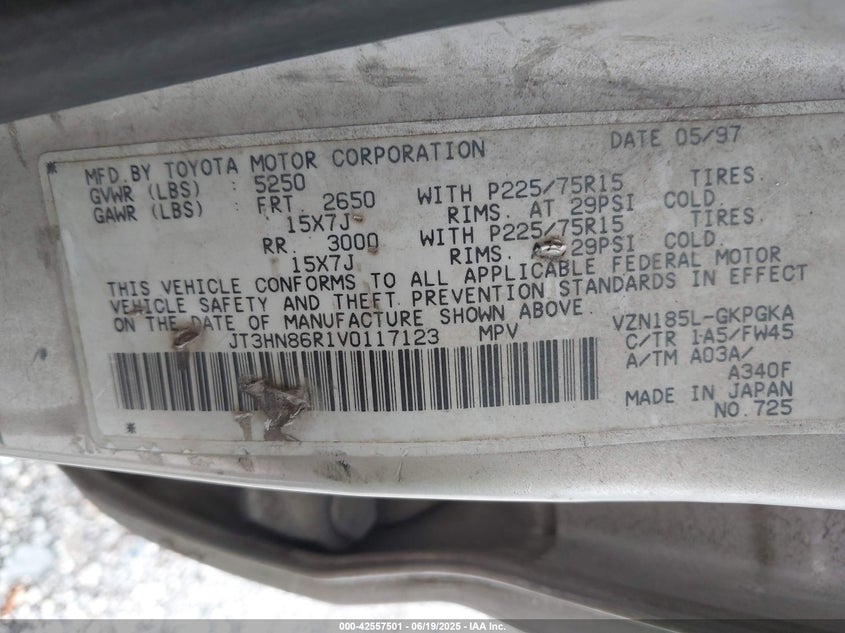 DATE 05/97
MFD. BY TOYOTA MOTOR CORPORATION
GVWR (LBS) : 5250
GAWR (LBS) : FRT. 2650 WITH P225/75R15 TIRES.
15X7J RIMS. AT 29PSI COLD.
RR. 3000 WITH P225/75R15 TIRES.
15X7J RIMS. 29PSI COLD.
THIS VEHICLE CONFORMS TO ALL APPLICABLE FEDERAL MOTOR
VEHICLE SAFETY AND THEFT PREVENTION STANDARDS IN EFFECT
ON THE DATE OF MANUFACTURE SHOWN ABOVE.
JT3HN86R1V0117123 MPV
VZN185L-GKPGKA
C/TR 1A5/FW45
A/TM A03A/
A340F
MADE IN JAPAN
NO.725
000-42557501 - 06/19/2025 - IAA Inc.